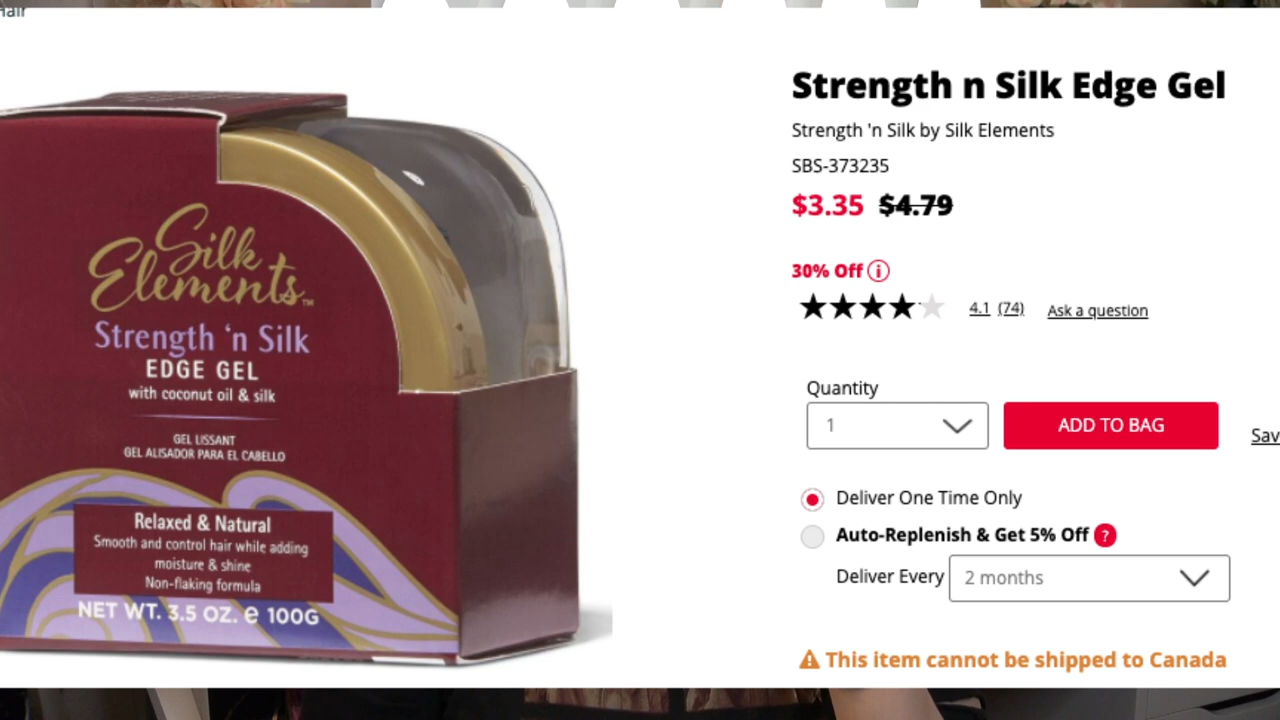 Hair
Silk
Elements™
Strength 'n Silk
EDGE GEL
with coconut oil & silk
GEL LISSANT
GEL ALISADOR PARA EL CABELLO
Relaxed & Natural
Smooth and control hair while adding
moisture & shine
Non-flaking formula
NET WT. 3.5 OZ. e 100G
Strength n Silk Edge Gel
Strength 'n Silk by Silk Elements
SBS-373235
$3.35 $4.79
30% Off i
4.1 (74) Ask a question
Quantity
1
ADD TO BAG
Sav
Deliver One Time Only
Auto-Replenish & Get 5% Off ?
Deliver Every 2 months
This item cannot be shipped to Canada